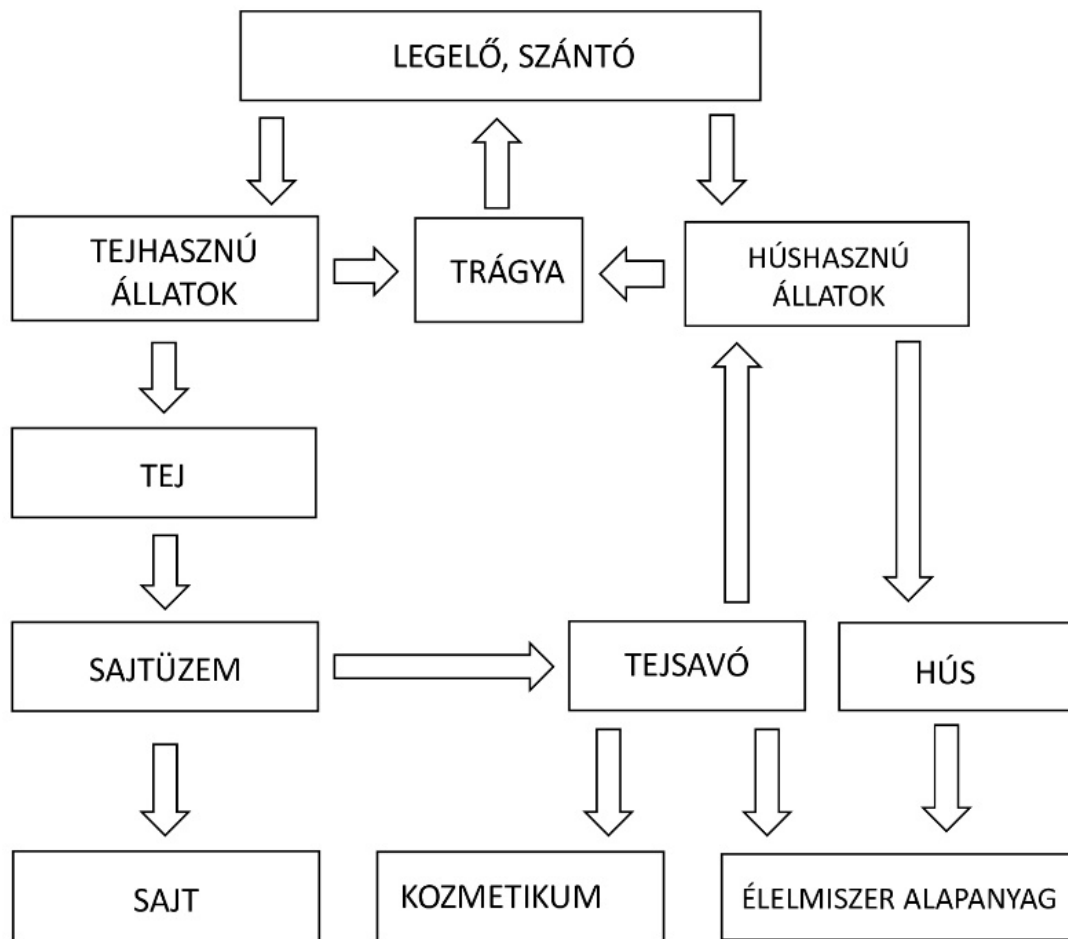 LEGELŐ, SZÁNTÓ
TEJHASZNÚ
ÁLLATOK
TRÁGYA
HÚSHASZNÚ
ÁLLATOK
TEJ
SAJTÜZEM
TEJSAVÓ
HÚS
SAJT
KOZMETIKUM
ÉLELMISZER ALAPANYAG